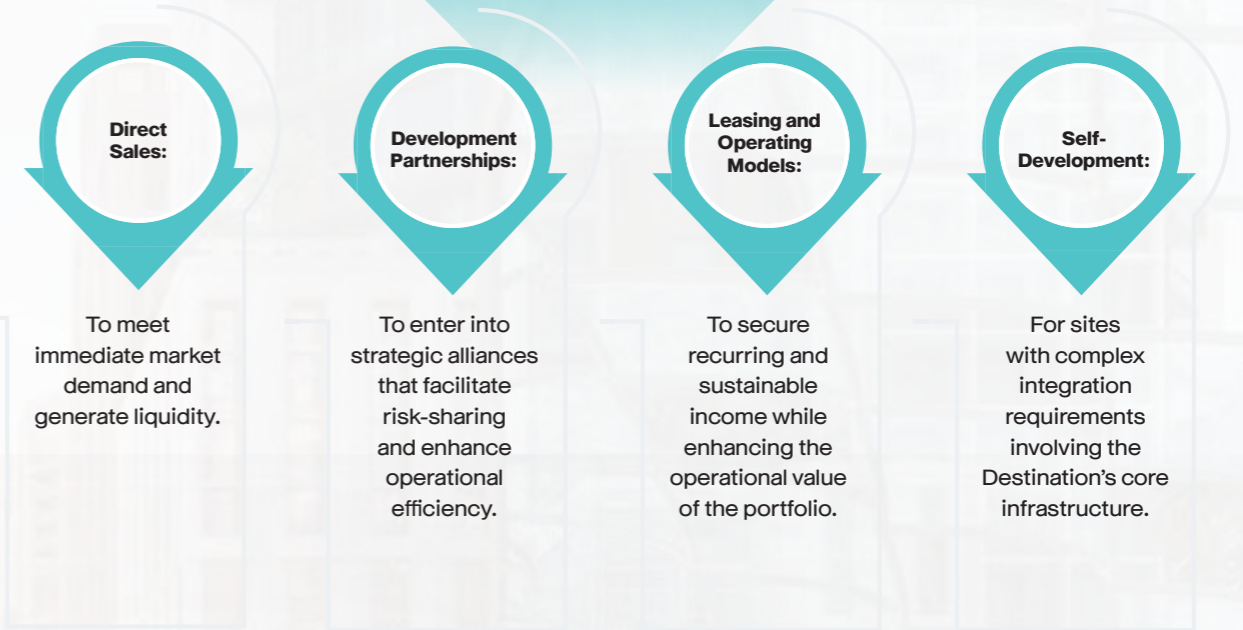 Direct
Sales:
To meet
immediate market
demand and
generate liquidity.
Development
Partnerships:
To enter into
strategic alliances
that facilitate
risk-sharing
and enhance
operational
efficiency.
Leasing and
Operating
Models:
To secure
recurring and
sustainable
income while
enhancing the
operational value
of the portfolio.
Self-
Development:
For sites
with complex
integration
requirements
involving the
Destination’s core
infrastructure.